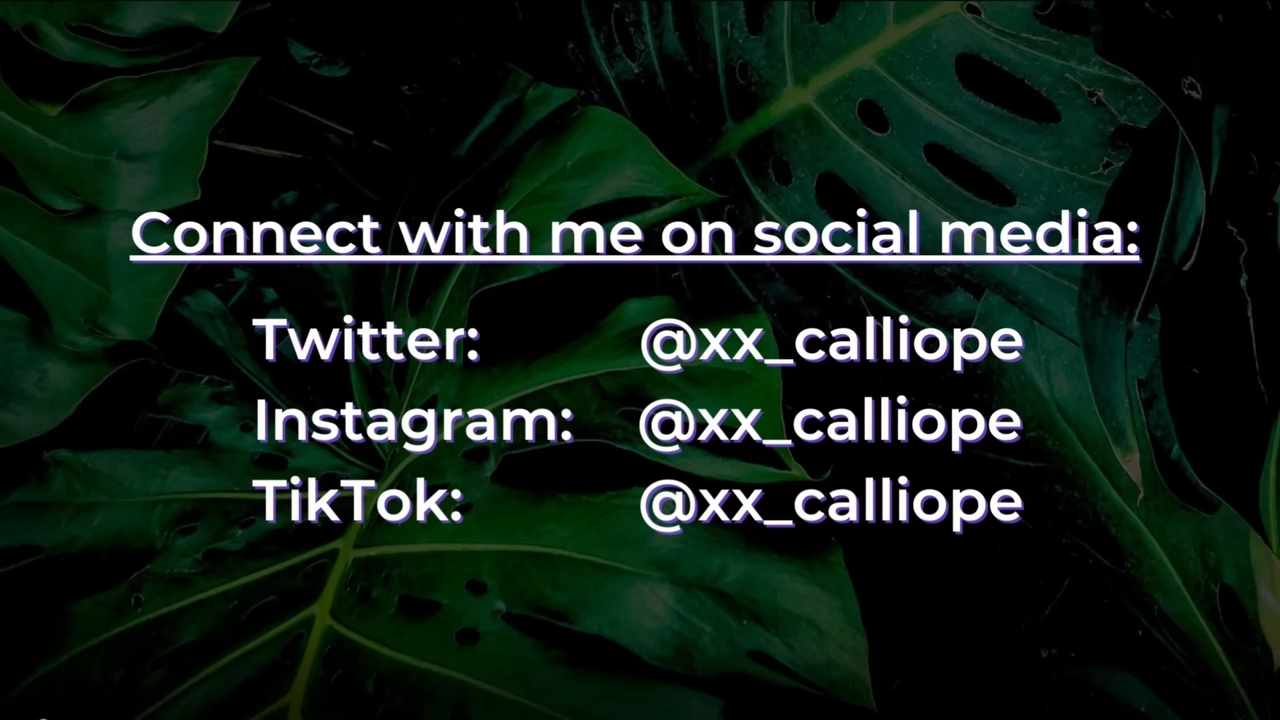 Connect with me on social media:
Twitter: @xx_calliope
Instagram: @xx_calliope
TikTok: @xx_calliope